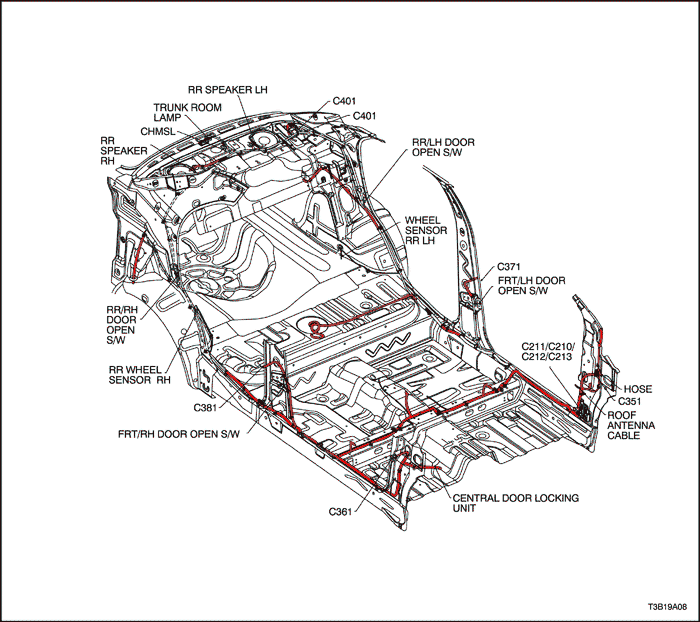 RR SPEAKER LH
C401
TRUNK ROOM
LAMP
C401
CHMSL
RR
SPEAKER
RH
RR/LH DOOR
OPEN S/W
WHEEL
SENSOR
RR LH
C371
FRT/LH DOOR
OPEN S/W
RR/RH
DOOR
OPEN
S/W
C211/C210/
C212/C213
RR WHEEL
SENSOR RH
HOSE
C351
C381
ROOF
ANTENNA
CABLE
FRT/RH DOOR OPEN S/W
CENTRAL DOOR LOCKING
UNIT
C361
T3B19A08